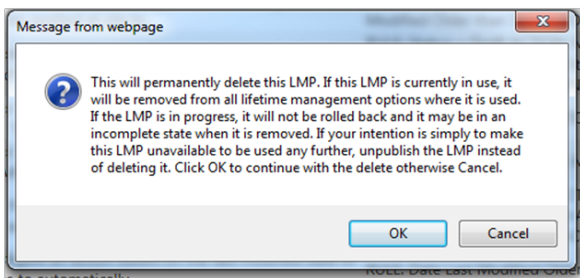 Message from webpage
This will permanently delete this LMP. If this LMP is currently in use, it
will be removed from all lifetime management options where it is used.
If the LMP is in progress, it will not be rolled back and it may be in an
incomplete state when it is removed. If your intention is simply to make
this LMP unavailable to be used any further, unpublish the LMP instead
of deleting it. Click OK to continue with the delete otherwise Cancel.
OK
Cancel